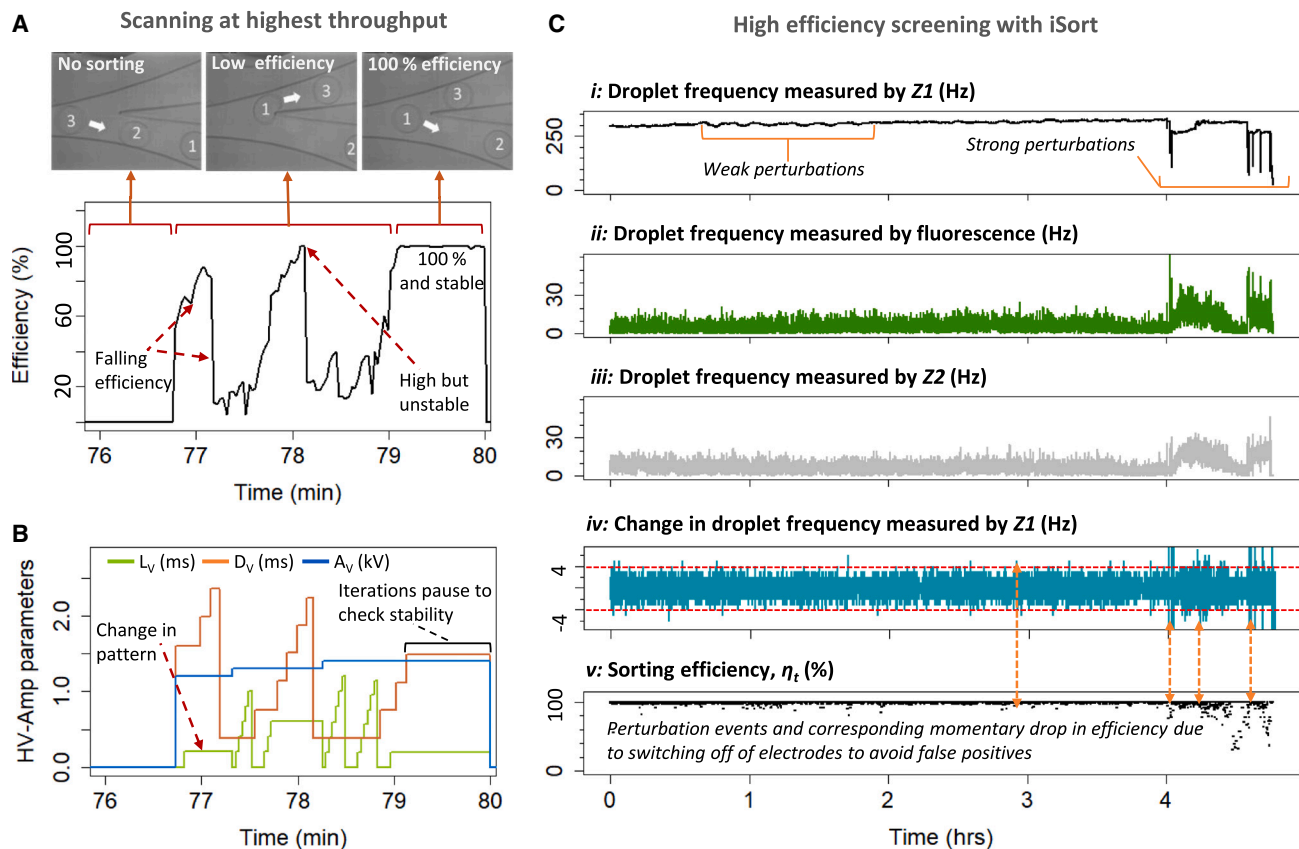 Scanning at highest throughput
A
No sorting
Low efficiency
100 % efficiency
3 2 1
1 3 2
3 1 2
Efficiency (%)
100
60
20
100 %
and stable
Falling
efficiency
High but
unstable
76 77 78 79 80
Time (min)
B
HV-Amp parameters
2.0
1.0
0.0
LV (ms) DV (ms) AV (kV)
Iterations pause to
check stability
Change in
pattern
76 77 78 79 80
Time (min)
C
High efficiency screening with iSort
i: Droplet frequency measured by Z1 (Hz)
250
0
Weak perturbations
Strong perturbations
ii: Droplet frequency measured by fluorescence (Hz)
30
0
iii: Droplet frequency measured by Z2 (Hz)
30
0
iv: Change in droplet frequency measured by Z1 (Hz)
4
-4
v: Sorting efficiency, ηt (%)
100
0
Perturbation events and corresponding momentary drop in efficiency due
to switching off of electrodes to avoid false positives
0 1 2 3 4
Time (hrs)